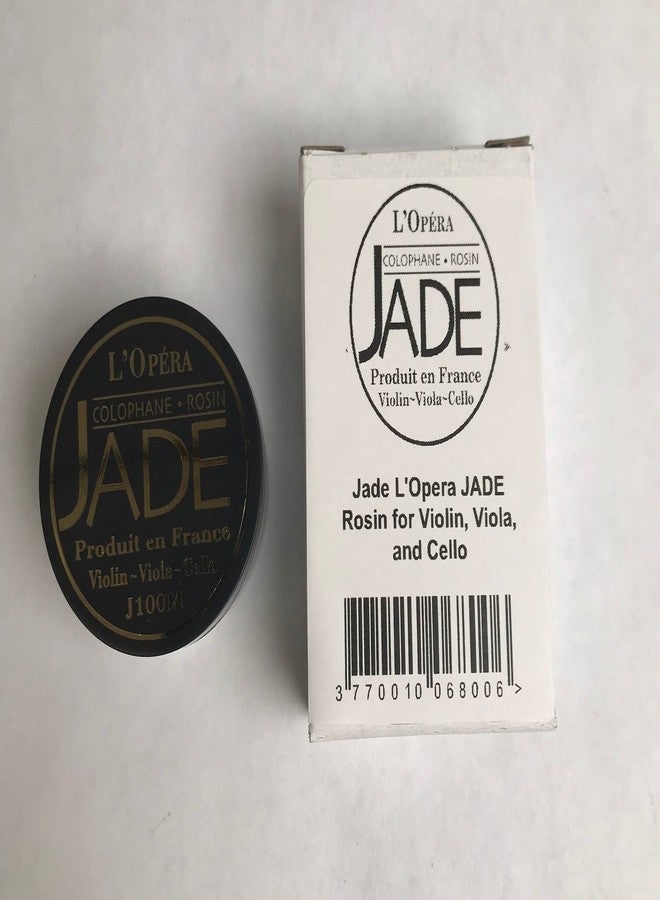 L'OPÉRA
COLOPHANE • ROSIN
JADE
Produit en France
Violin~Viola~Cello
J100M
L'OPÉRA
COLOPHANE • ROSIN
JADE
Produit en France
Violin~Viola~Cello
Jade L'Opera JADE
Rosin for Violin, Viola,
and Cello
3 770010 068006 >